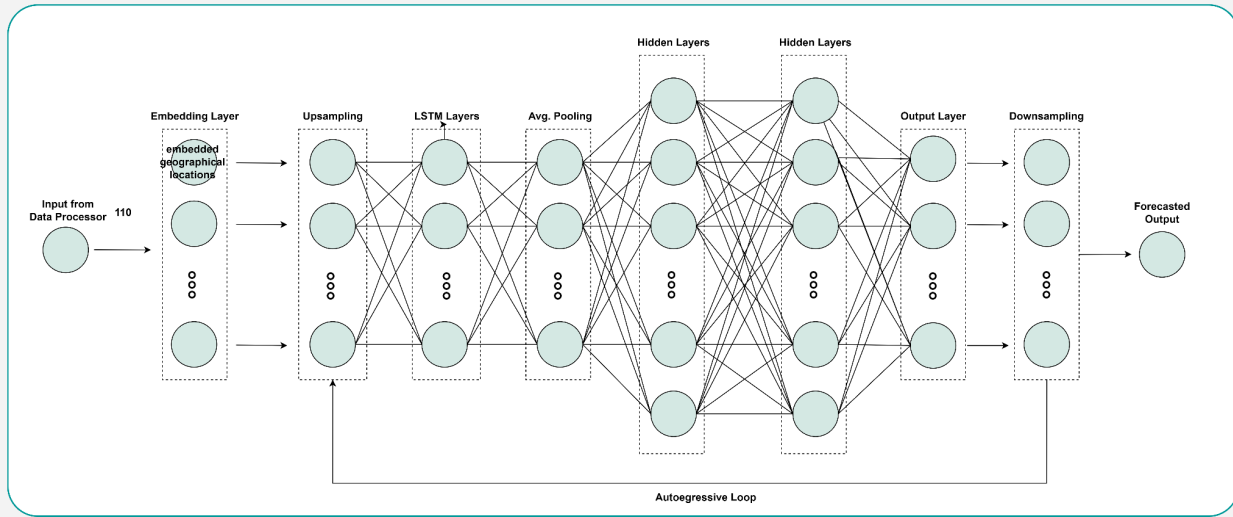 Hidden Layers
Hidden Layers
Embedding Layer
Upsampling
LSTM Layers
Avg. Pooling
Output Layer
Downsampling
embedded
geographical
locations
Input from
Data Processor
110
Forecasted
Output
Autoegressive Loop